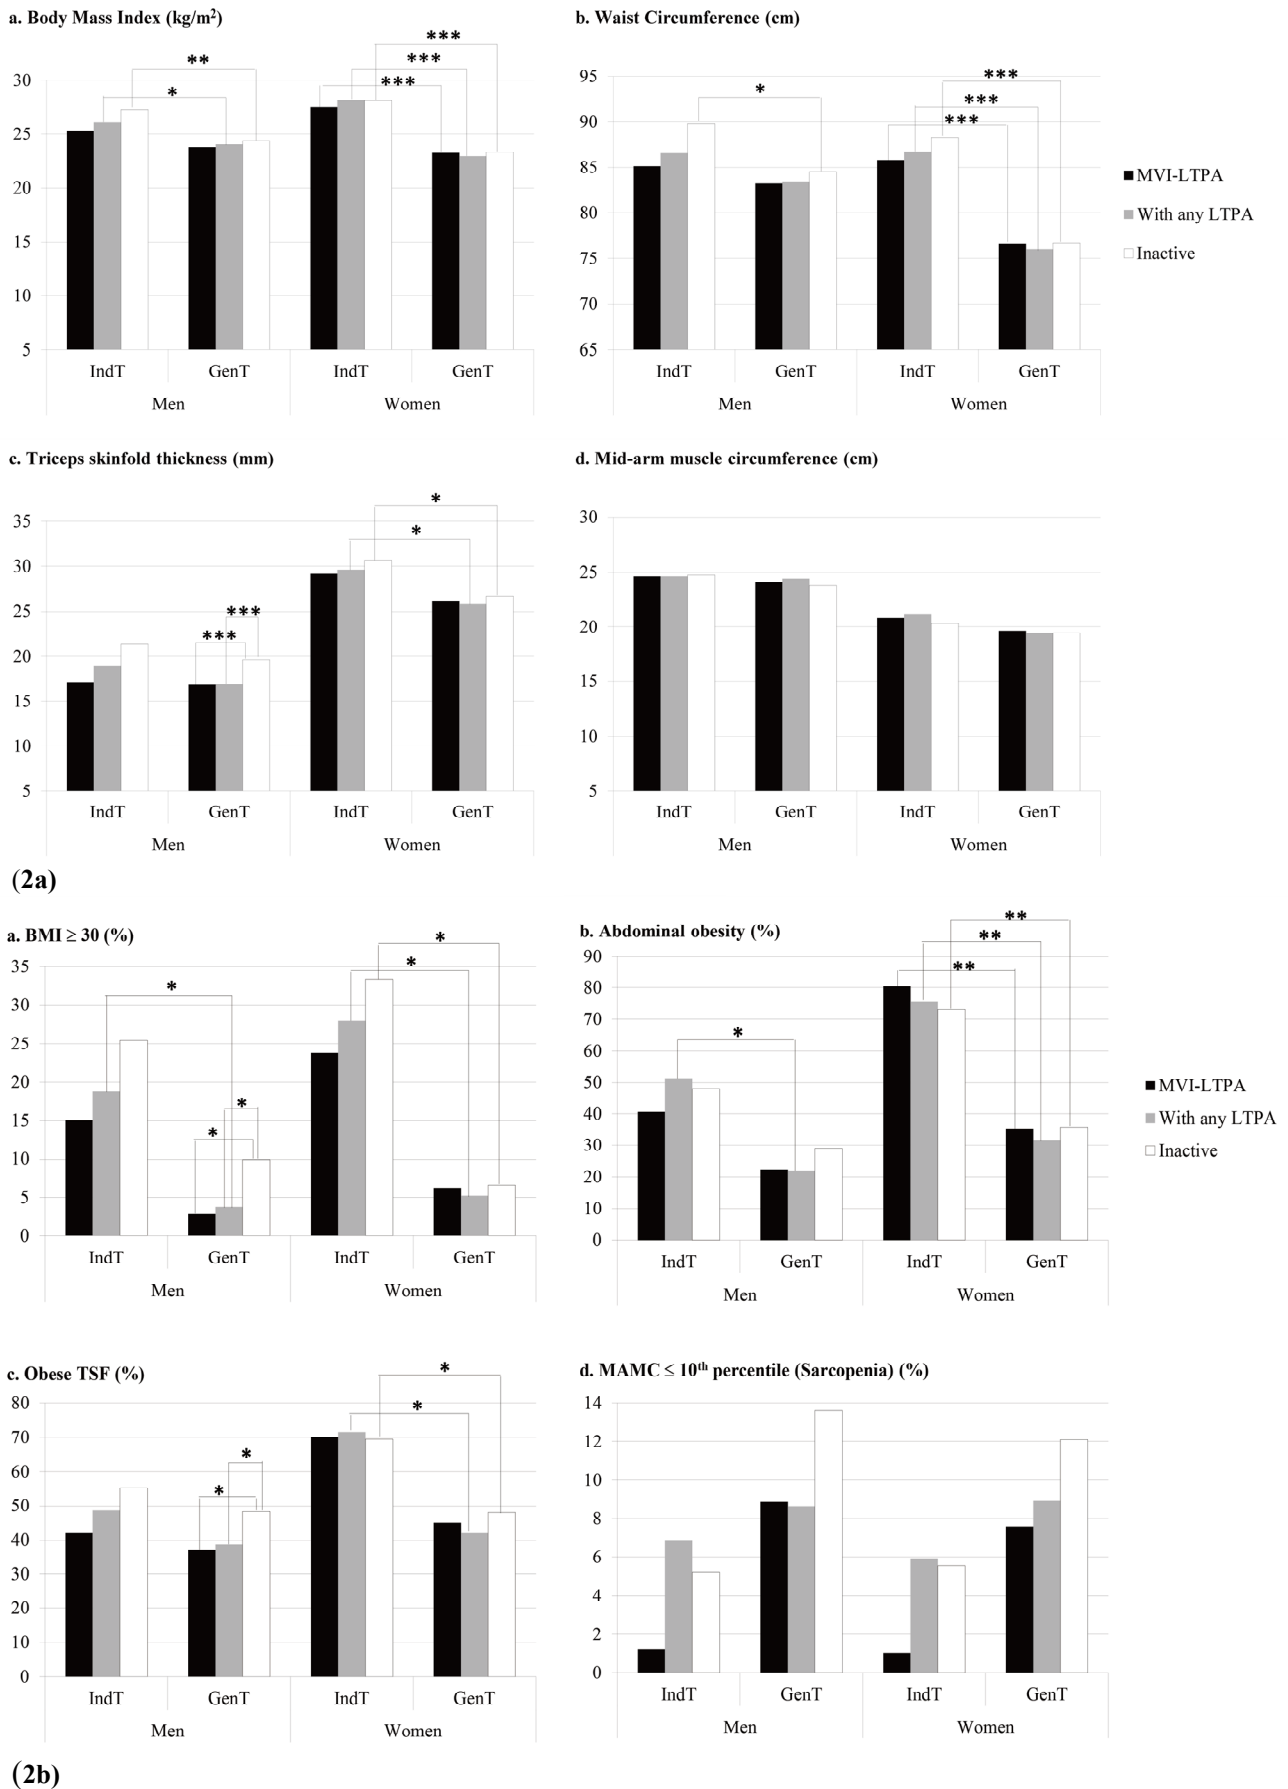 a. Body Mass Index (kg/m²)
***
** ***
* ***
30
25
20
15
10
5
IndT GenT IndT GenT
Men Women
b. Waist Circumference (cm)
***
* ***
***
95
90
85
80
75
70
65
IndT GenT IndT GenT
Men Women
MVI-LTPA
With any LTPA
Inactive
c. Triceps skinfold thickness (mm)
*
*
***
***
35
30
25
20
15
10
5
IndT GenT IndT GenT
Men Women
d. Mid-arm muscle circumference (cm)
30
25
20
15
10
5
IndT GenT IndT GenT
Men Women
(2a)
a. BMI ≥ 30 (%)
*
*
*
*
*
35
30
25
20
15
10
5
0
IndT GenT IndT GenT
Men Women
b. Abdominal obesity (%)
**
**
**
*
90
80
70
60
50
40
30
20
10
0
IndT GenT IndT GenT
Men Women
MVI-LTPA
With any LTPA
Inactive
c. Obese TSF (%)
*
*
*
*
80
70
60
50
40
30
20
10
0
IndT GenT IndT GenT
Men Women
d. MAMC ≤ 10th percentile (Sarcopenia) (%)
14
12
10
8
6
4
2
0
IndT GenT IndT GenT
Men Women
(2b)